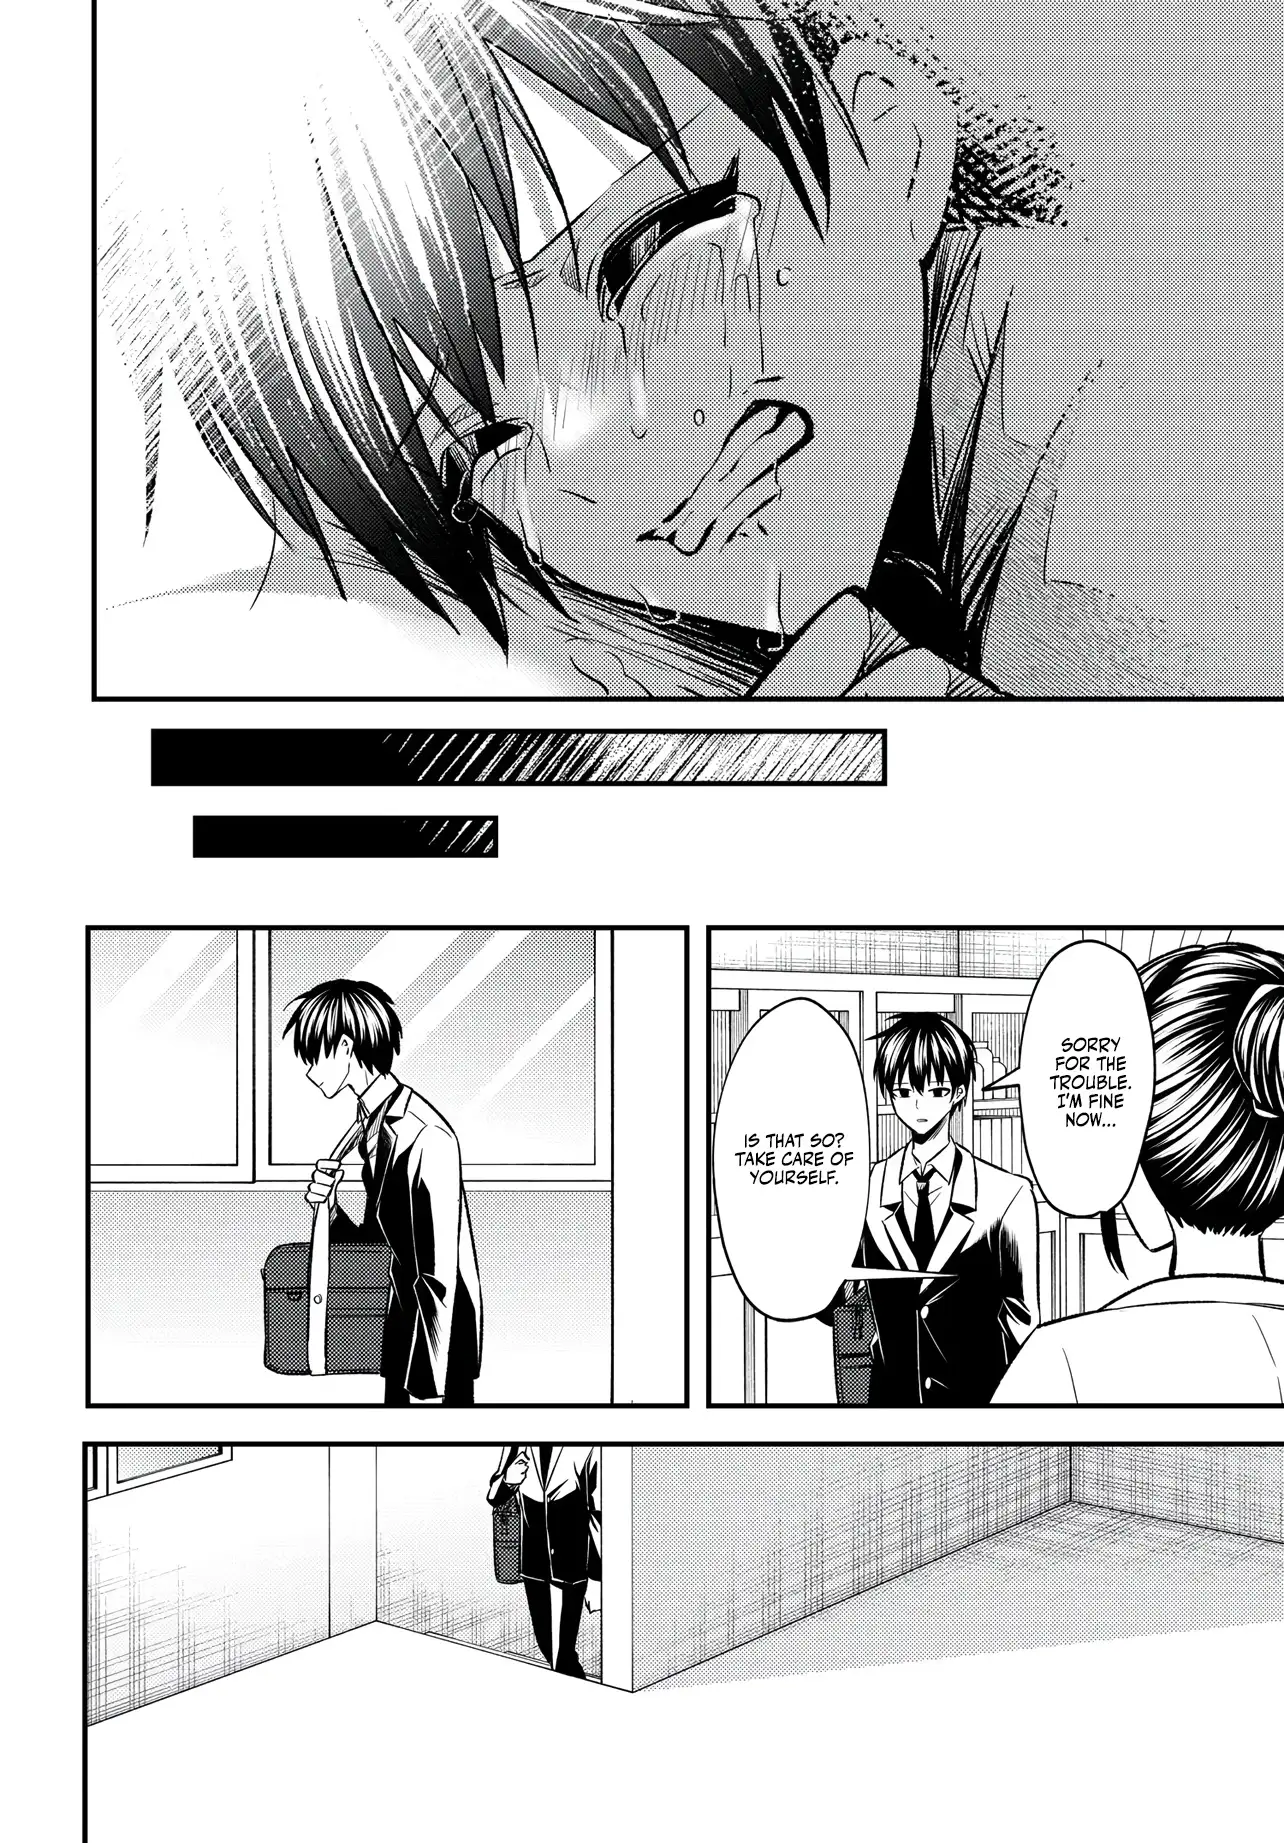 SORRY
FOR THE
TROUBLE.
I'M FINE
NOW...
IS THAT SO?
TAKE CARE OF
YOURSELF.